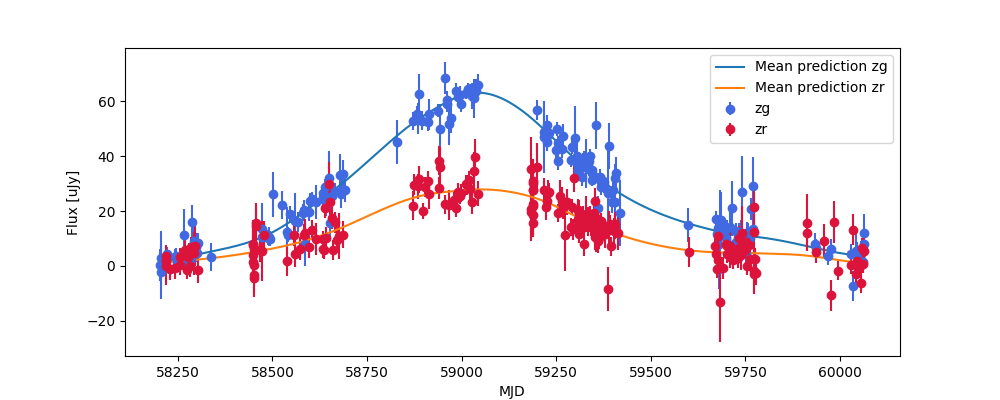 Mean prediction zg
Mean prediction zr
zg
zr
60
40
20
0
−20
Flux [uJy]
58250
58500
58750
59000
59250
59500
59750
60000
MJD